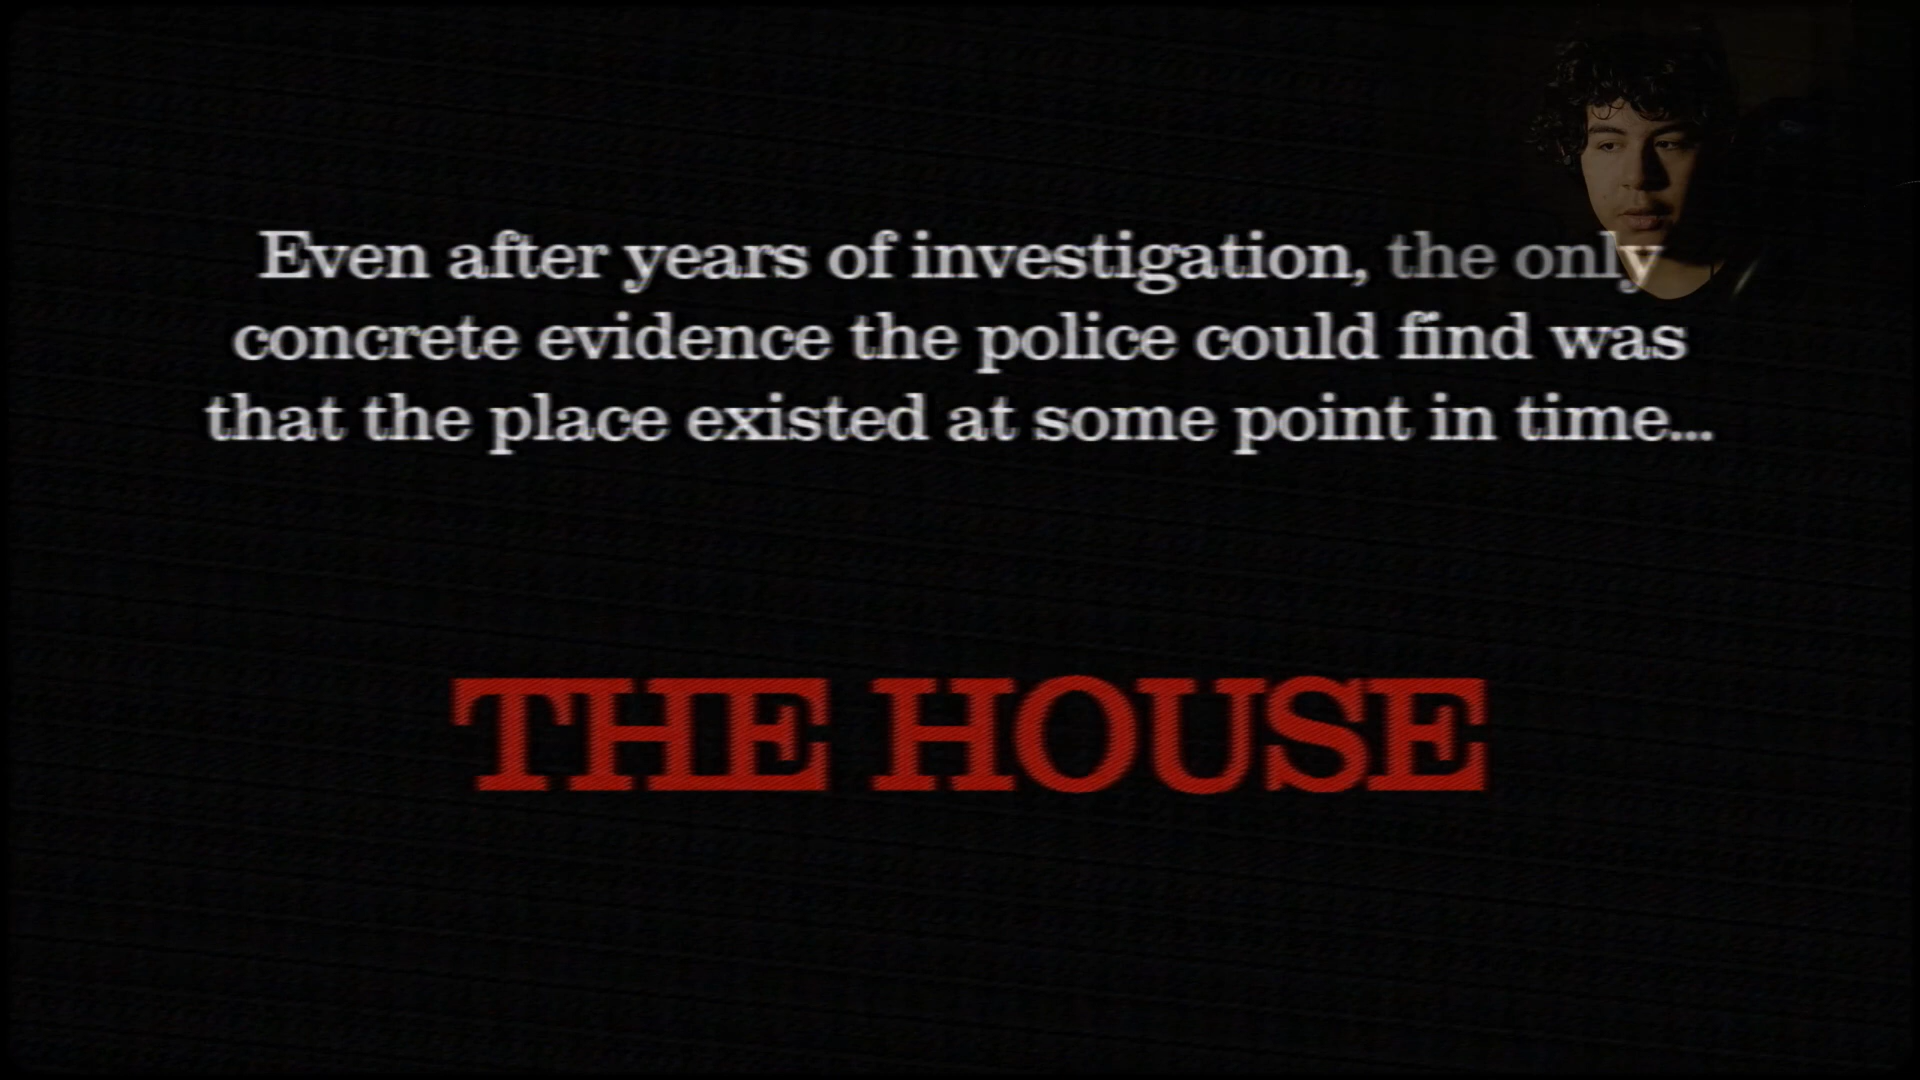 Even after years of investigation, the only
concrete evidence the police could find was
that the place existed at some point in time...
THE HOUSE